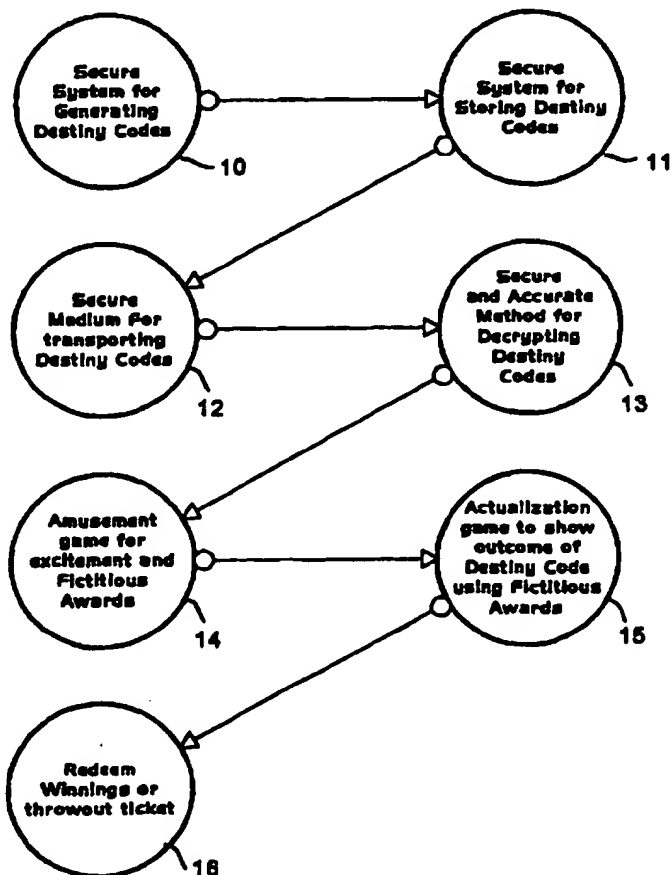 Secure
System for
Generating
Destiny Codes
10
Secure
System for
Storing Destiny
Codes
11
Secure
Medium for
transporting
Destiny Codes
12
Secure
and Accurate
Method for
Decrypting
Destiny
Codes
13
Amusement
game for
excitement and
Fictitious
Awards
14
Actualization
game to show
outcome of
Destiny Code
using Fictitious
Awards
15
Redeem
Winnings or
throwout ticket
16